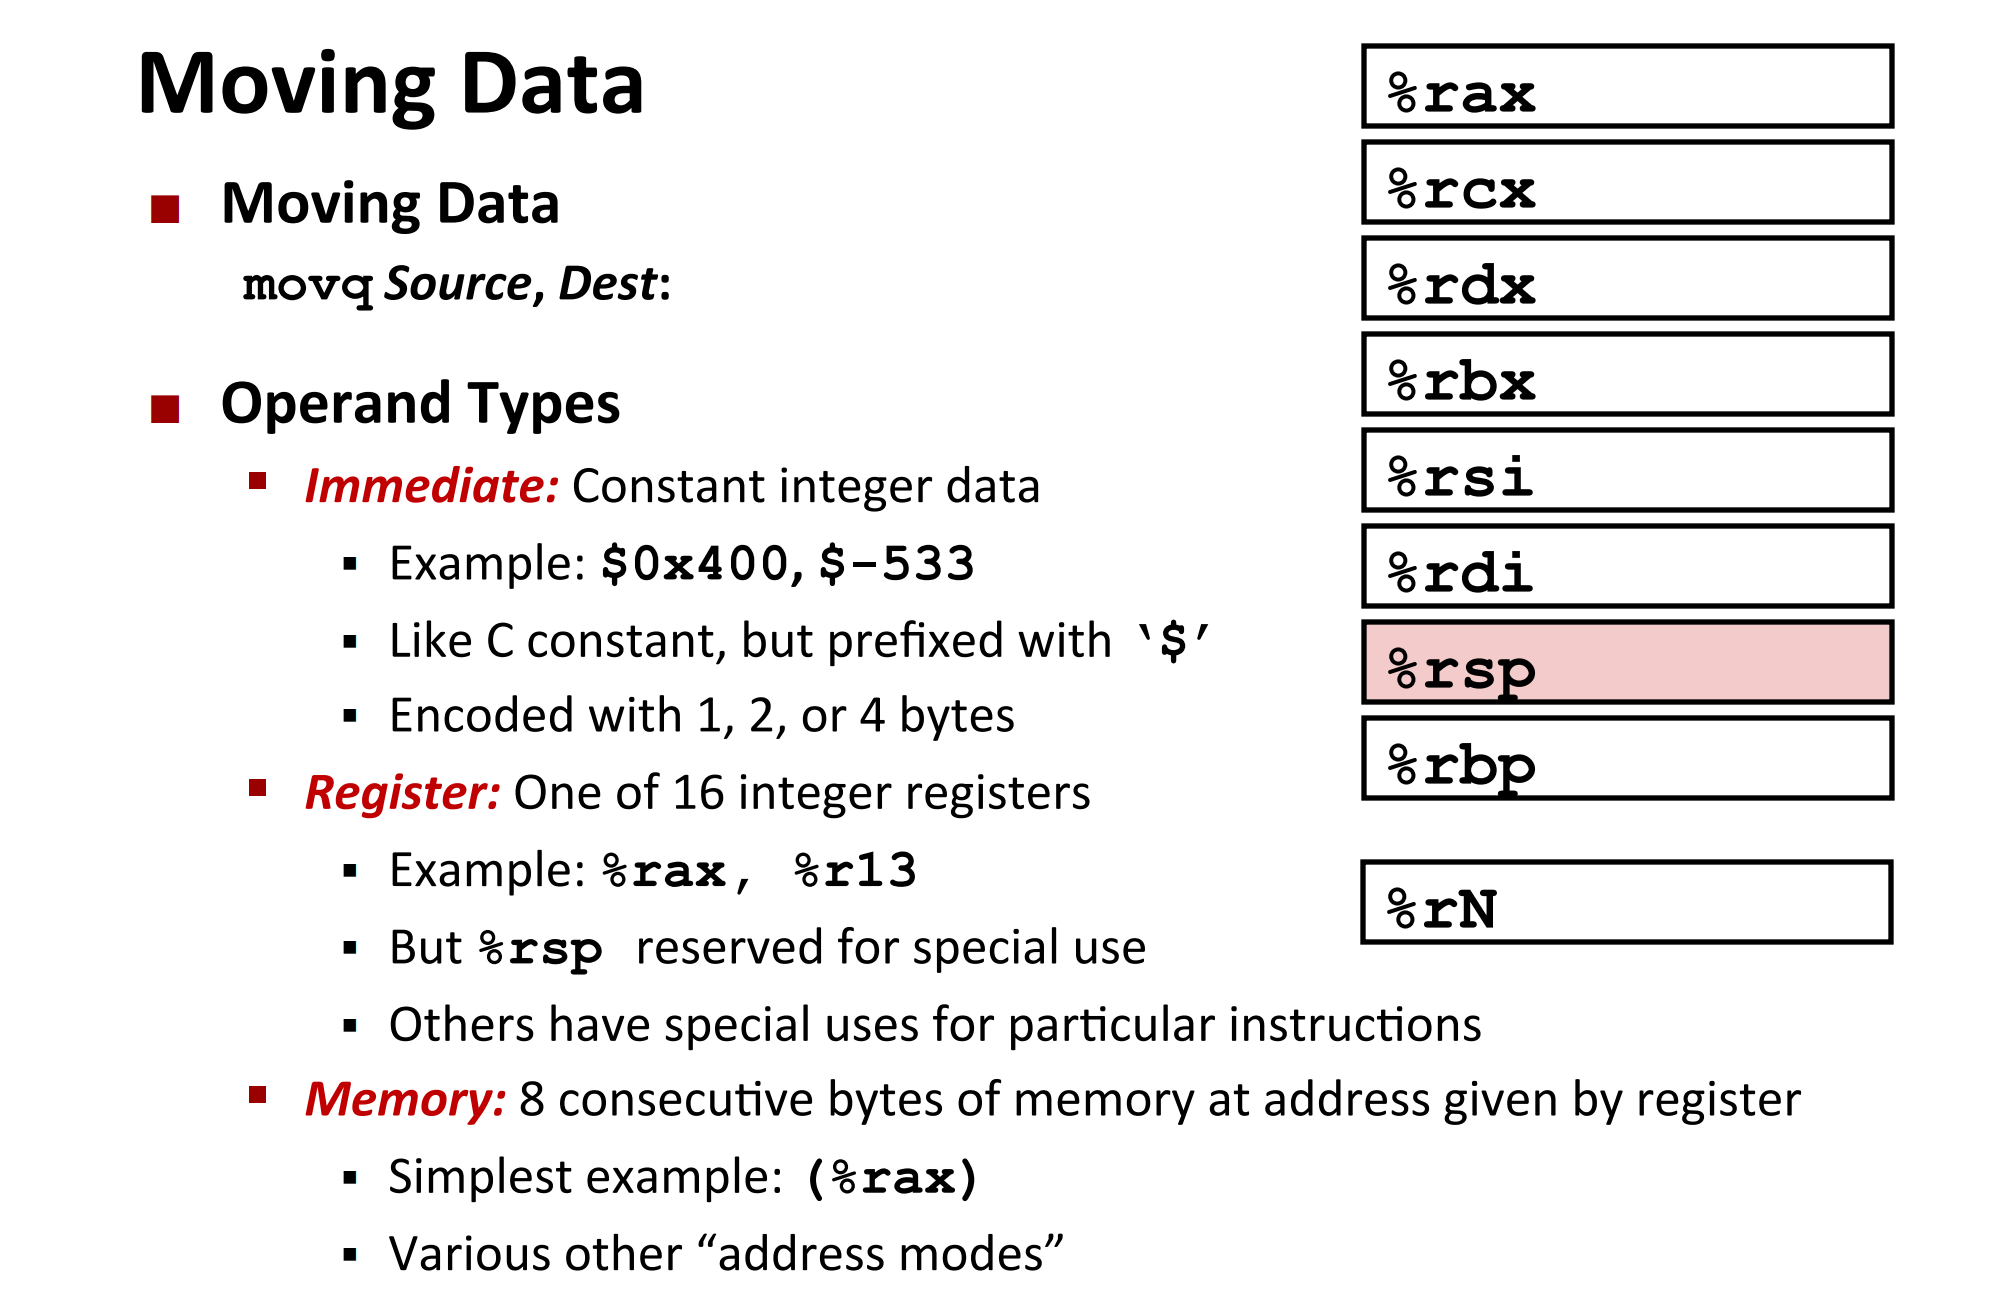 Moving Data
Moving Data
movq Source, Dest:
Operand Types
Immediate: Constant integer data
Example: $0x400, $-533
Like C constant, but prefixed with ‘$’
Encoded with 1, 2, or 4 bytes
Register: One of 16 integer registers
Example: %rax, %r13
But %rsp reserved for special use
Others have special uses for particular instructions
Memory: 8 consecutive bytes of memory at address given by register
Simplest example: (%rax)
Various other “address modes”
%rax
%rcx
%rdx
%rbx
%rsi
%rdi
%rsp
%rbp
%rN